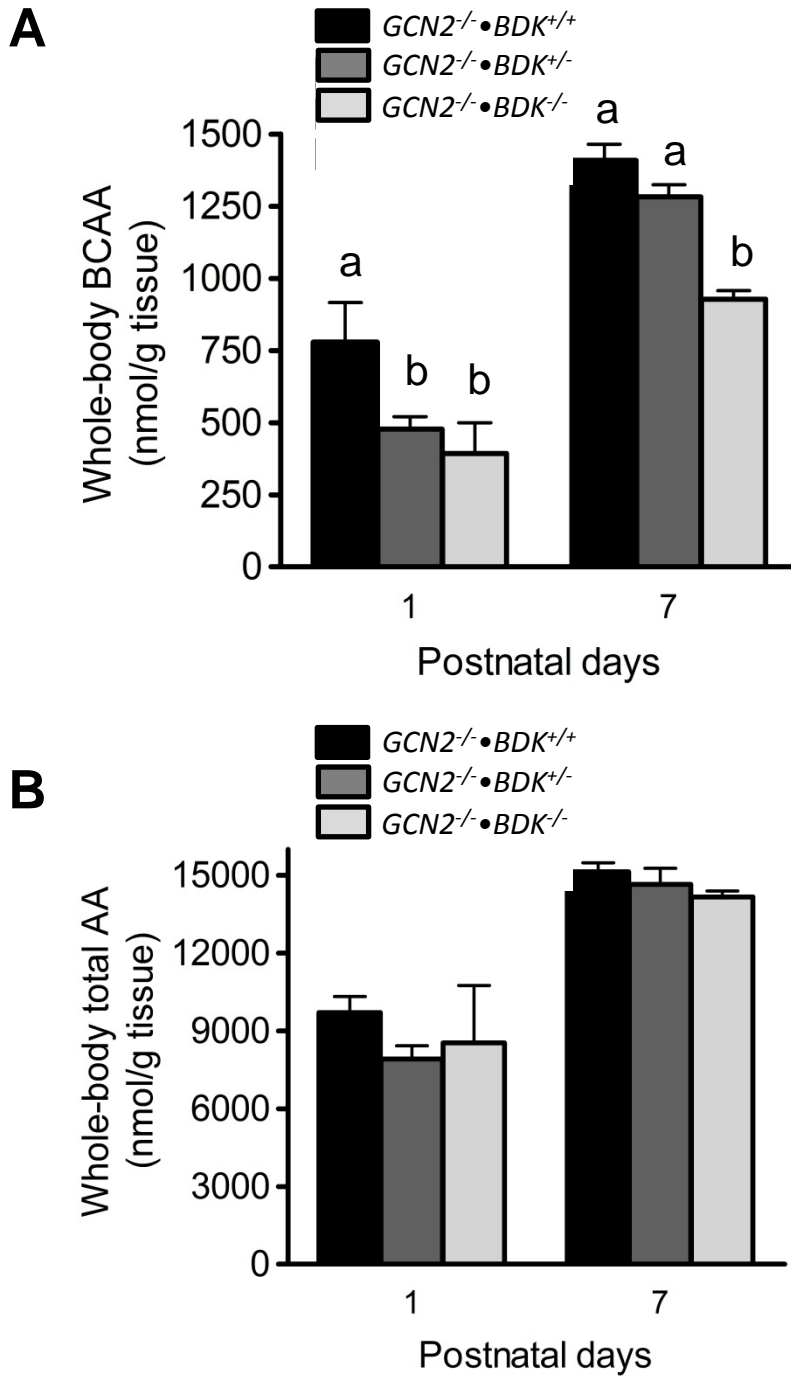 A
GCN2-/-•BDK+/+
GCN2-/-•BDK+/-
GCN2-/-•BDK-/-
Whole-body BCAA
(nmol/g tissue)
1500
1250
1000
750
500
250
0
a
b
b
a
a
b
1
7
Postnatal days
B
GCN2-/-•BDK+/+
GCN2-/-•BDK+/-
GCN2-/-•BDK-/-
Whole-body total AA
(nmol/g tissue)
15000
12000
9000
6000
3000
0
1
7
Postnatal days